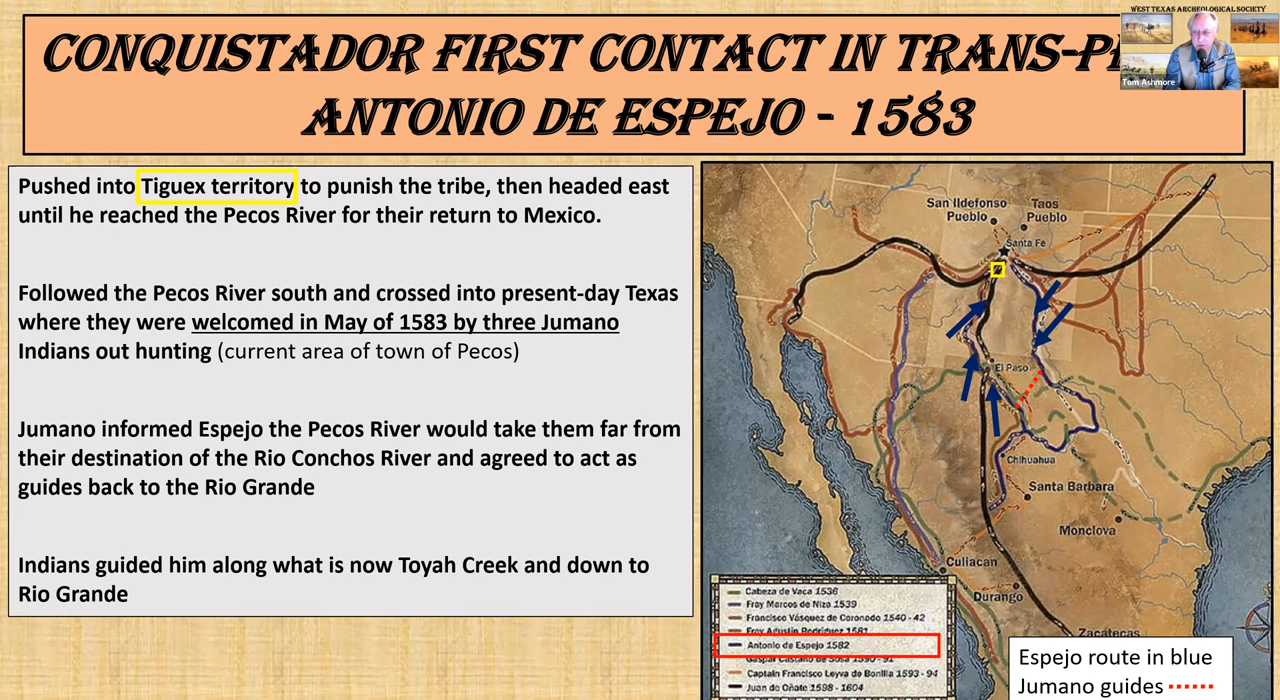 WEST TEXAS ARCHEOLOGICAL SOCIETY
Tom Ashmore
CONQUISTADOR FIRST CONTACT IN TRANS-
ANTONIO DE ESPEJO - 1583
Pushed into Tiguex territory to punish the tribe, then headed east
until he reached the Pecos River for their return to Mexico.
Followed the Pecos River south and crossed into present-day Texas
where they were welcomed in May of 1583 by three Jumano
Indians out hunting (current area of town of Pecos)
Jumano informed Espejo the Pecos River would take them far from
their destination of the Rio Conchos River and agreed to act as
guides back to the Rio Grande
Indians guided him along what is now Toyah Creek and down to
Rio Grande
San Ildefonso
Pueblo
Taos
Pueblo
Santa Fe
El Paso
Chihuahua
Santa Barbara
Monclova
Culiacan
Durango
Zacatecas
Cabeza de Vaca 1536
Fray Marcos de Niza 1539
Francisco Vásquez de Coronado 1540 - 42
Fray Agustin Rodriguez 1581
Antonio de Espejo 1582
Gaspar Castano de Sosa 1590 - 91
Captain Francisco Leyva de Bonilla 1593 - 94
Juan de Oñate 1598 - 1604
Espejo route in blue
Jumano guides